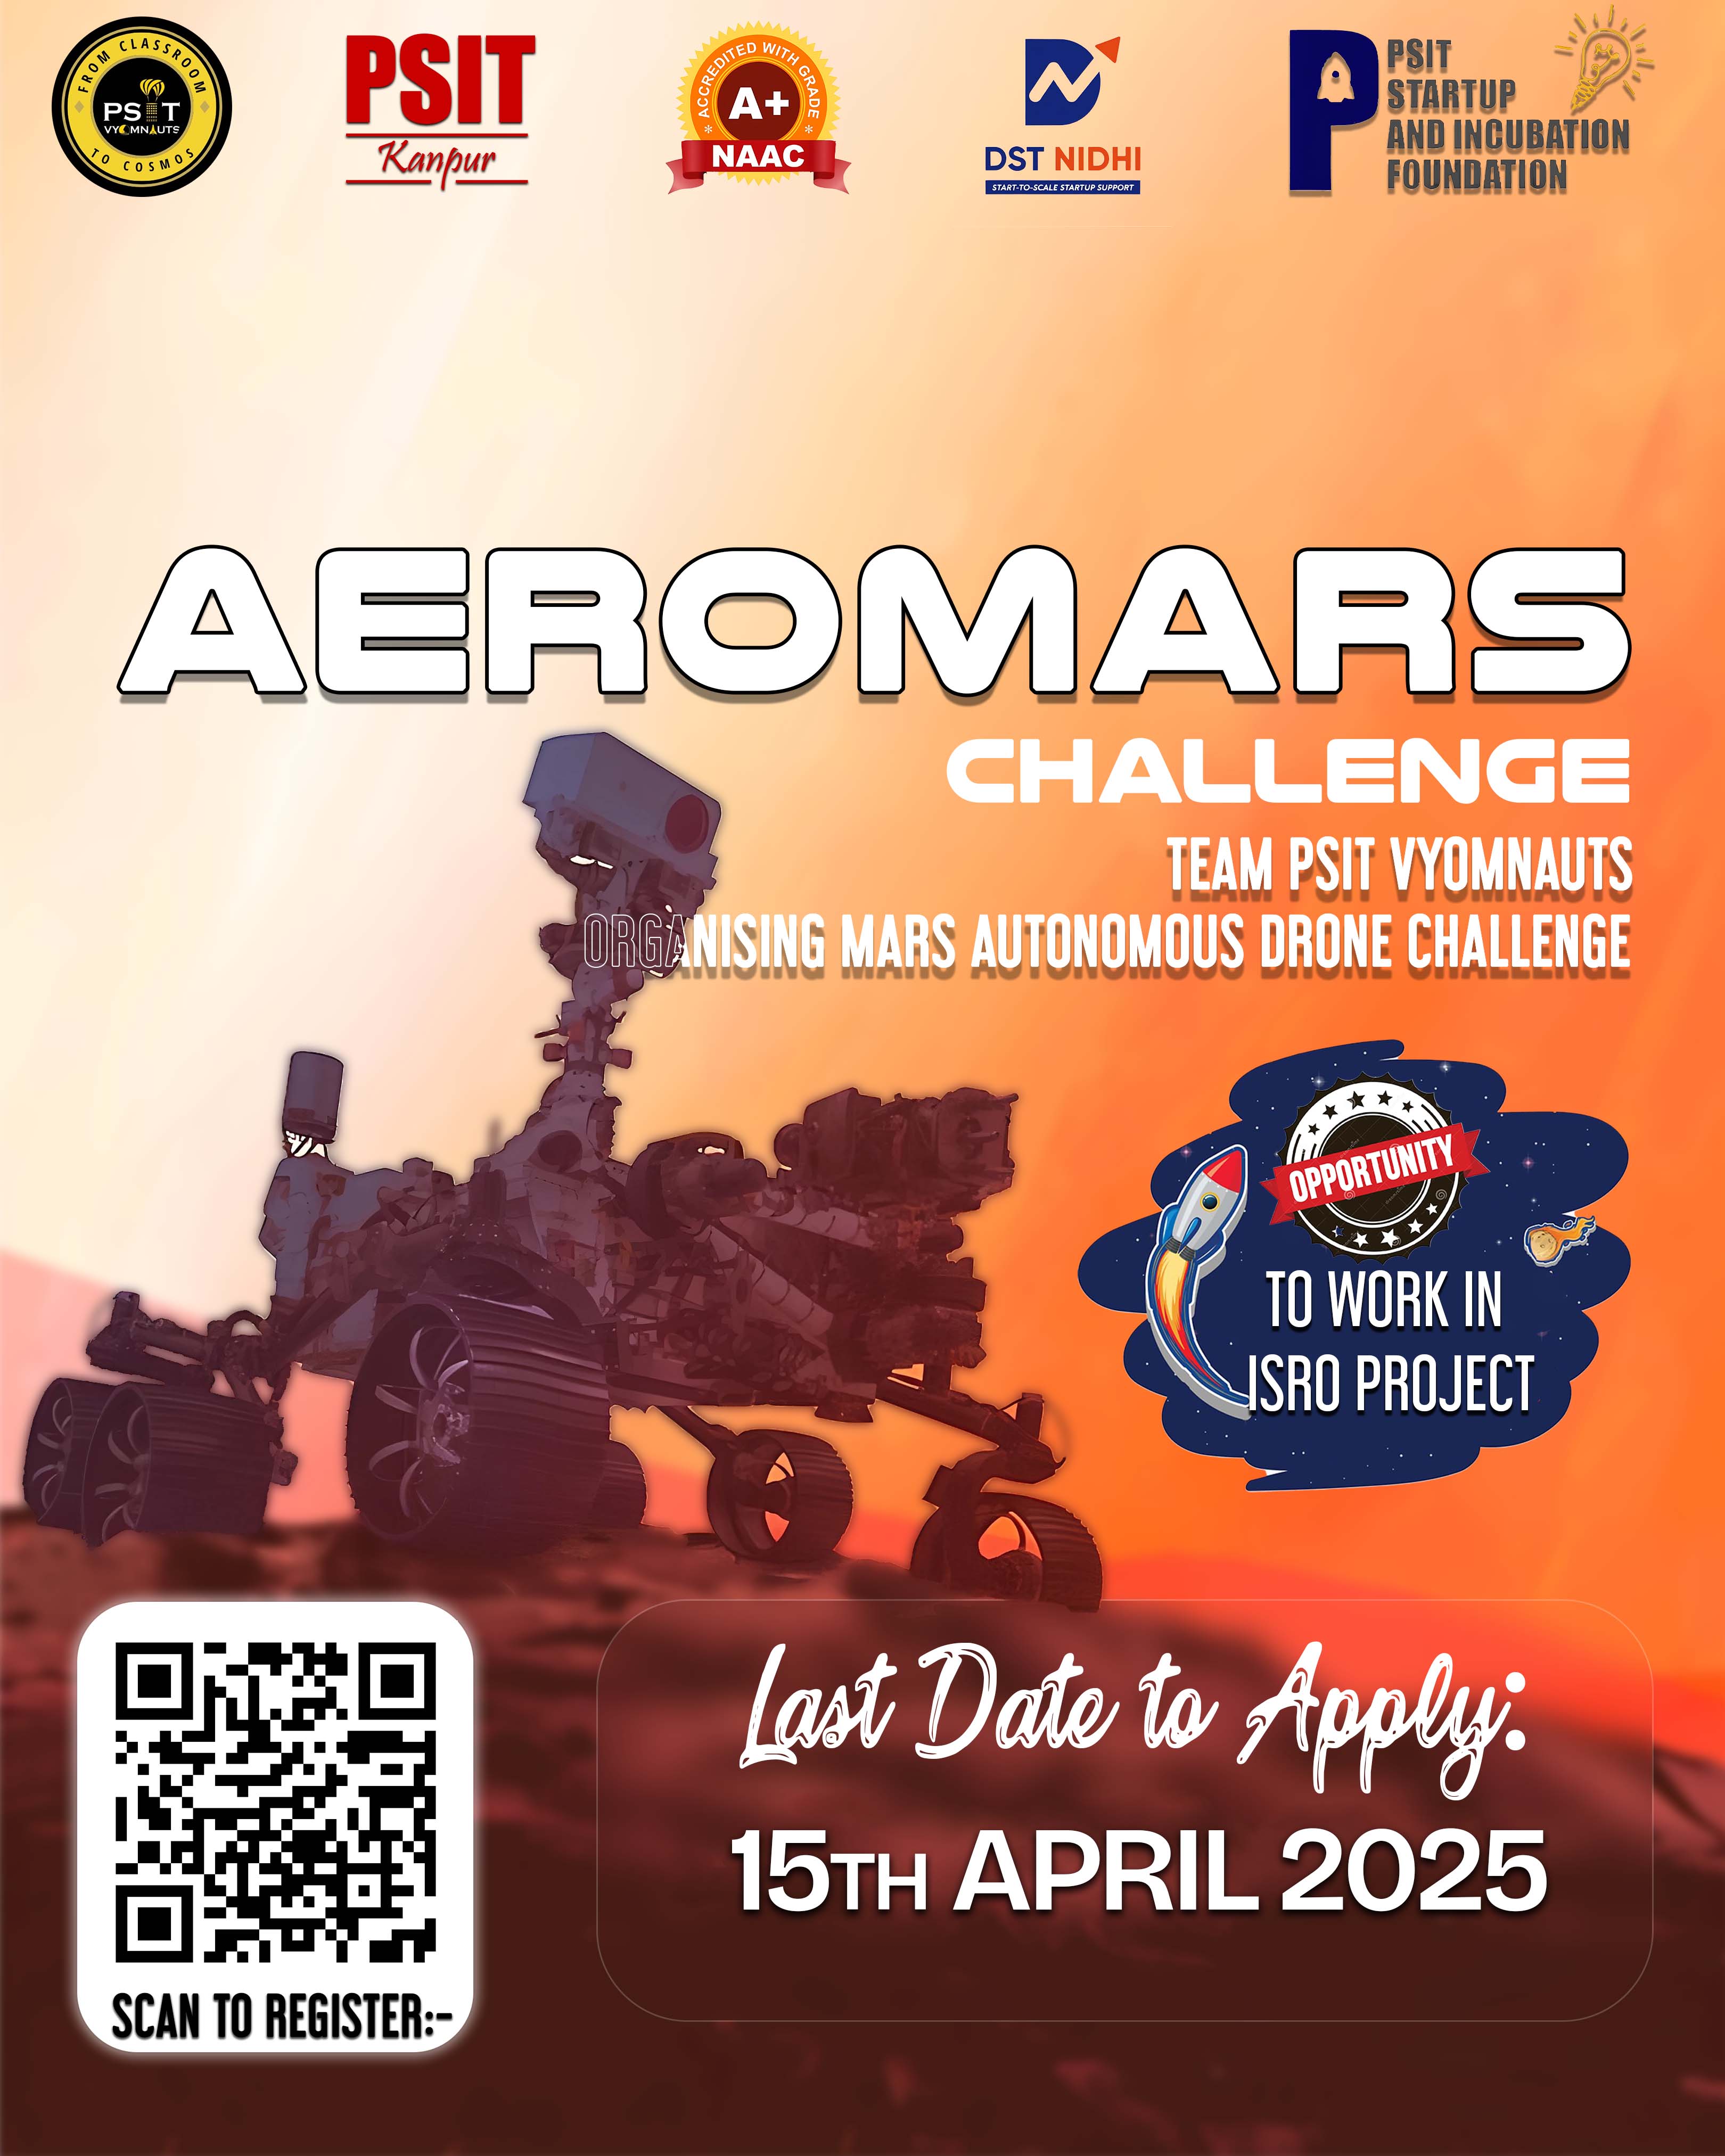 FROM CLASSROOM
PSIT
VYOMNAUTS
TO COSMOS
PSIT
Kanpur
ACCREDITED WITH GRADE
A+
NAAC
DST NIDHI
START-TO-SCALE STARTUP SUPPORT
PSIT
STARTUP
AND INCUBATION
FOUNDATION
AEROMARS
CHALLENGE
TEAM PSIT VYOMNAUTS
ORGANISING MARS AUTONOMOUS DRONE CHALLENGE
OPPORTUNITY
TO WORK IN
ISRO PROJECT
Last Date to Apply:
15TH APRIL 2025
SCAN TO REGISTER:-